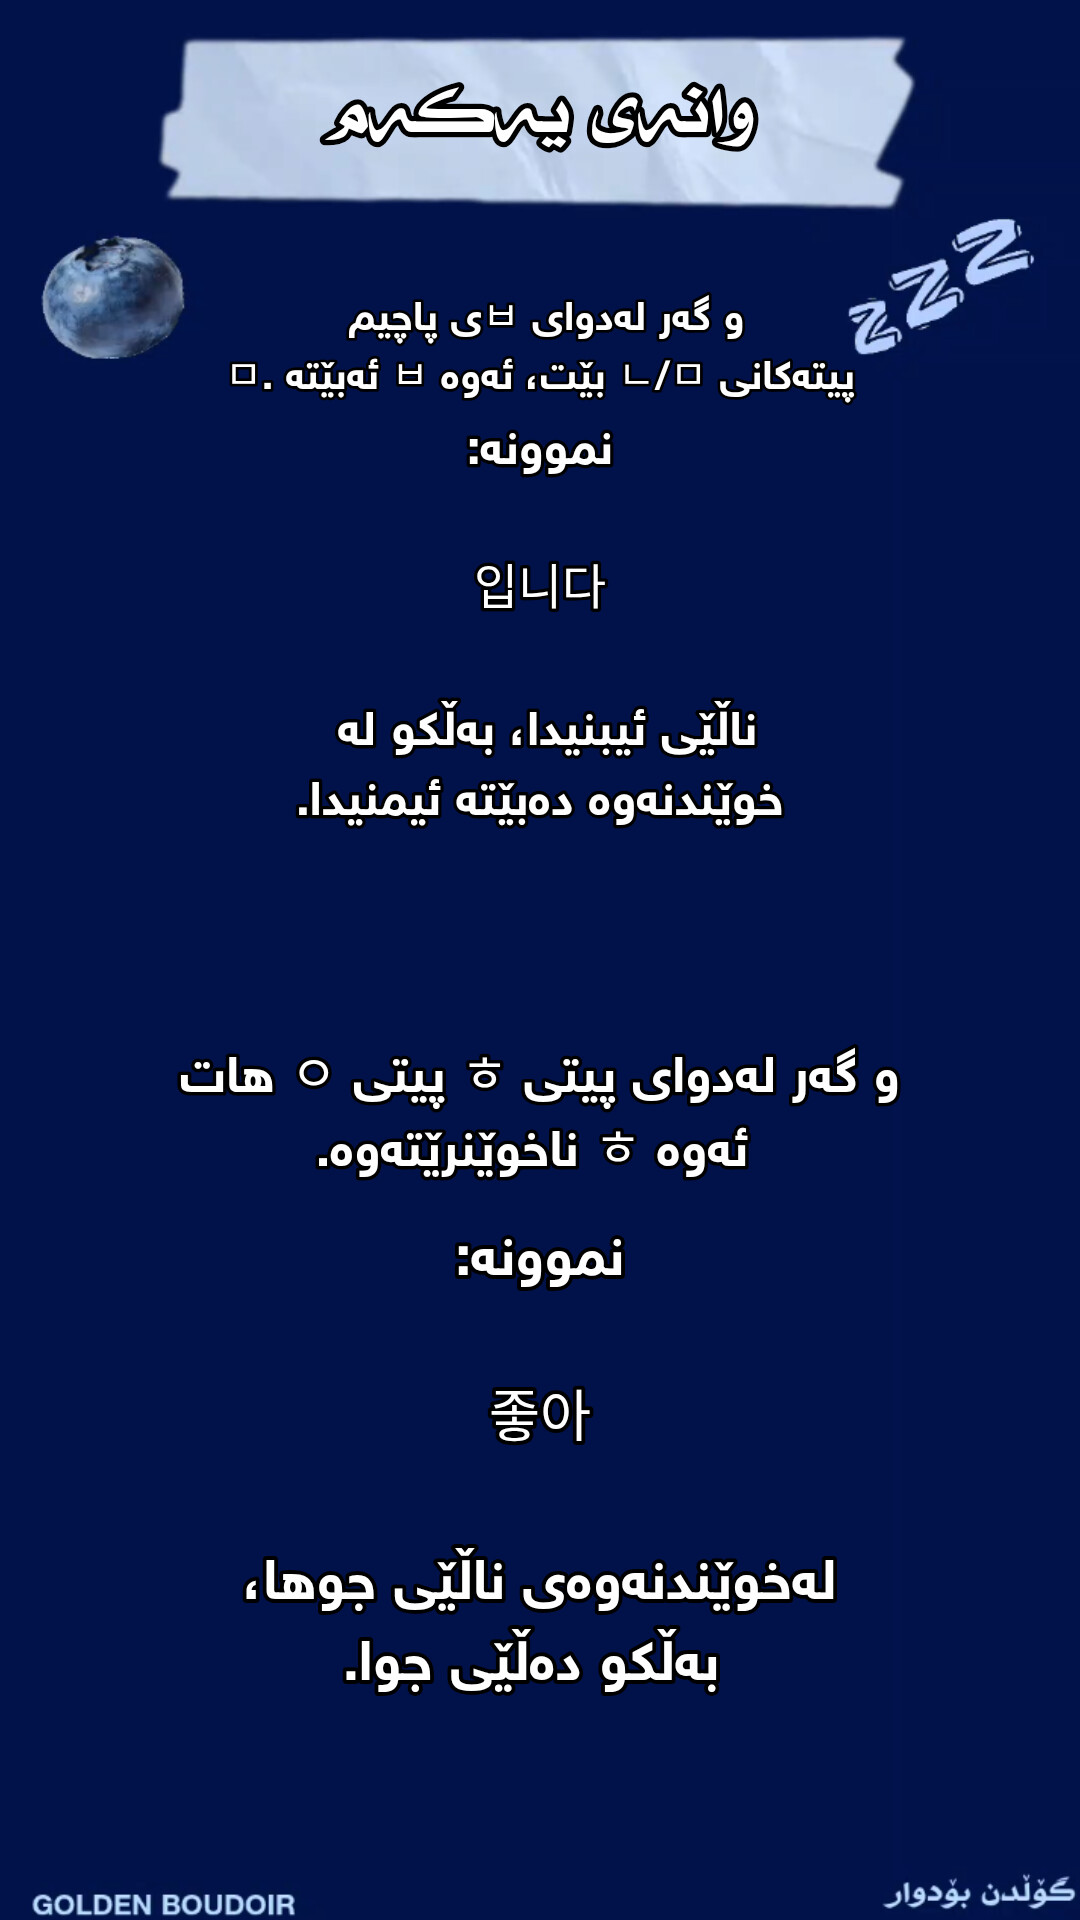 وانەی یەکەم
و گەر لەدوای ㅂی پاچیم
پیتەکانی ㄴ/ㅁ بێت، ئەوە ㅂ ئەبێتە .ㅁ
نموونە:
입니다
ناڵێی ئیبنیدا، بەڵکو لە
خوێندنەوە دەبێتە ئیمنیدا.
و گەر لەدوای پیتی ㅎ پیتی ㅇ هات
ئەوە ㅎ ناخوێنرێتەوە.
نموونە:
좋아
لەخوێندنەوەی ناڵێی جوها،
بەڵکو دەڵێی جوا.
GOLDEN BOUDOIR
گۆڵدن بۆدوار